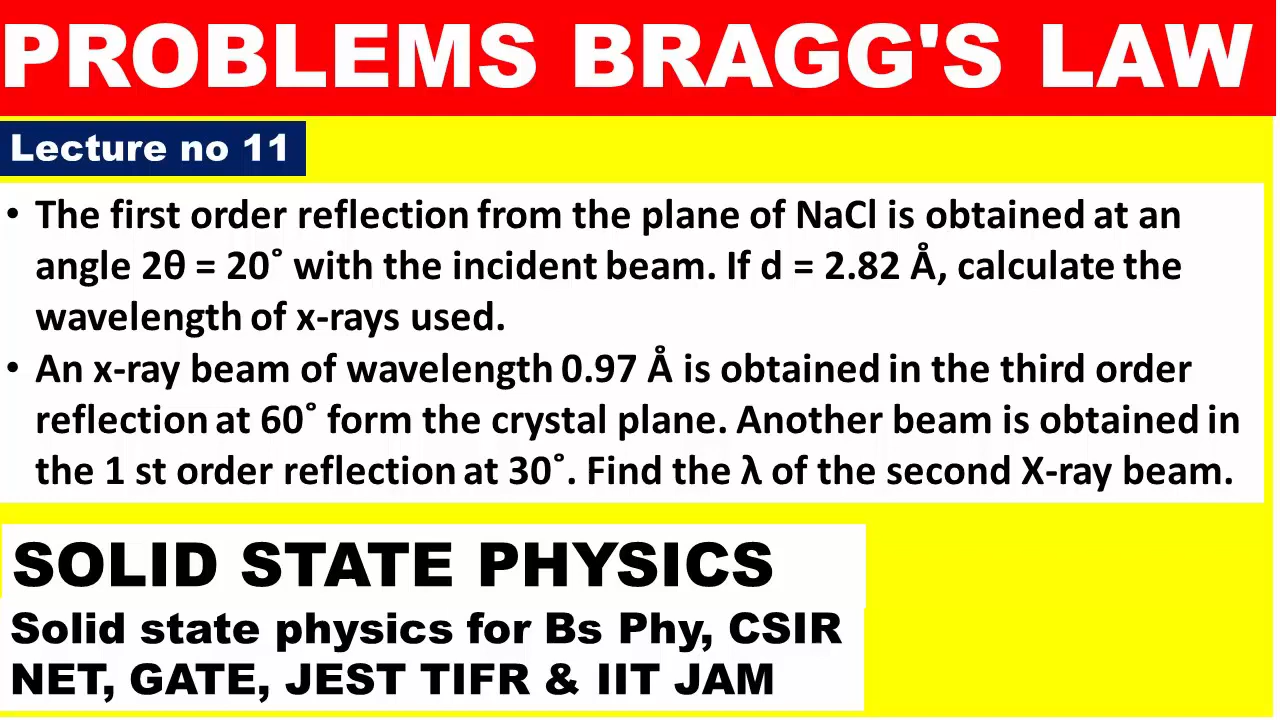 PROBLEMS BRAGG'S LAW
Lecture no 11
• The first order reflection from the plane of NaCl is obtained at an
angle 2θ = 20˚ with the incident beam. If d = 2.82 Å, calculate the
wavelength of x-rays used.
• An x-ray beam of wavelength 0.97 Å is obtained in the third order
reflection at 60˚ form the crystal plane. Another beam is obtained in
the 1 st order reflection at 30˚. Find the λ of the second X-ray beam.
SOLID STATE PHYSICS
Solid state physics for Bs Phy, CSIR
NET, GATE, JEST TIFR & IIT JAM